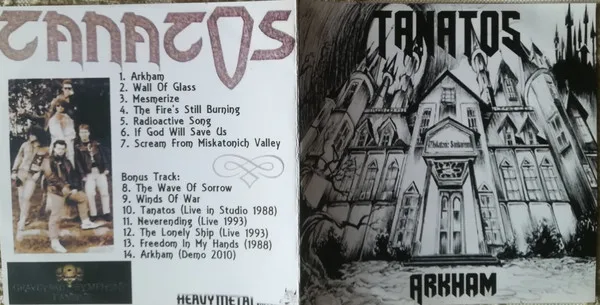 TANATOS
1. Arkham
2. Wall Of Glass
3. Mesmerize
4. The Fire's Still Burning
5. Radioactive Song
6. If God Will Save Us
7. Scream From Miskatonich Valley
Bonus Track:
8. The Wave Of Sorrow
9. Winds Of War
10. Tanatos (Live in Studio 1988)
11. Neverending (Live 1993)
12. The Lonely Ship (Live 1993)
13. Freedom In My Hands (1988)
14. Arkham (Demo 2010)
HEAVY METAL
TANATOS
ARKHAM